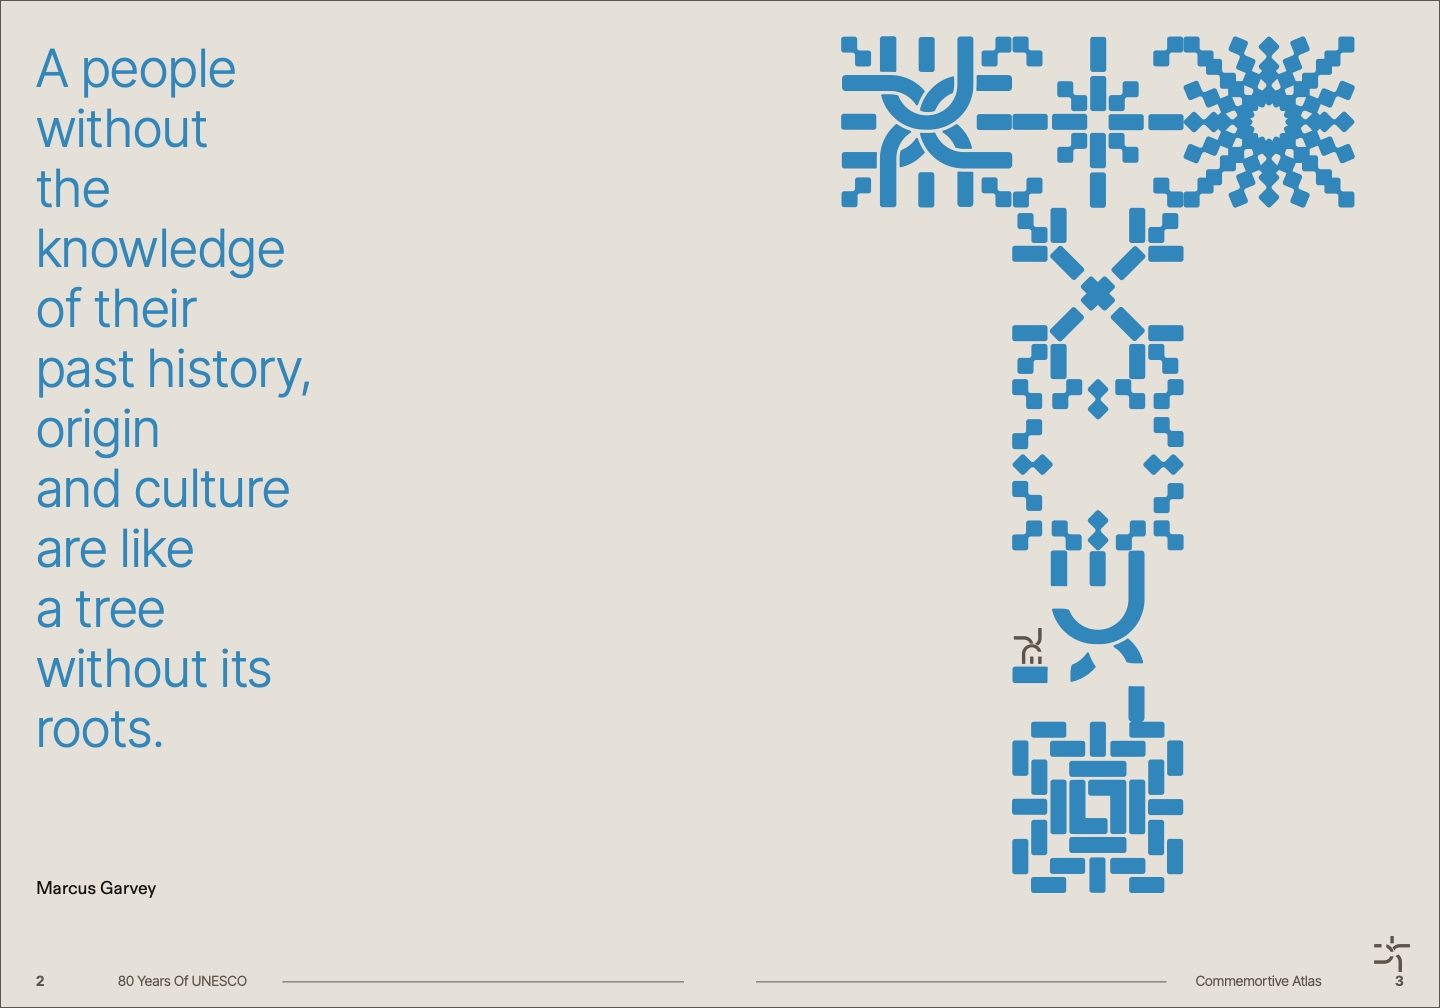 A people
without
the
knowledge
of their
past history,
origin
and culture
are like
a tree
without its
roots.
Marcus Garvey
2
80 Years Of UNESCO
Commemortive Atlas
3